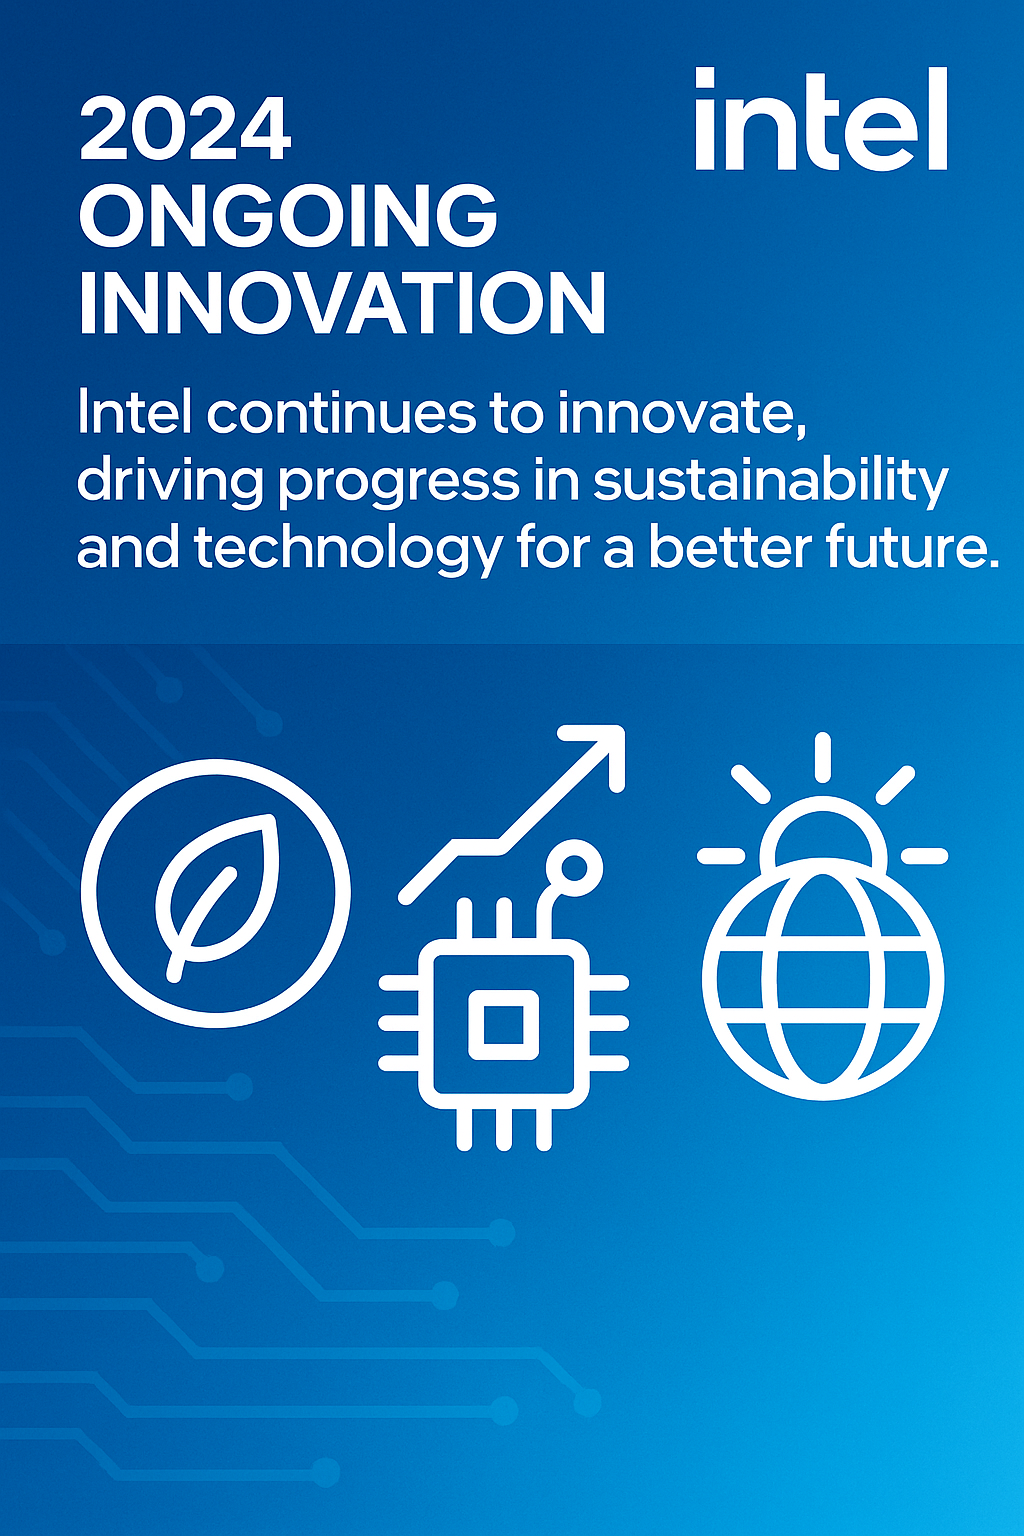 2024
intel
ONGOING
INNOVATION
Intel continues to innovate,
driving progress in sustainability
and technology for a better future.